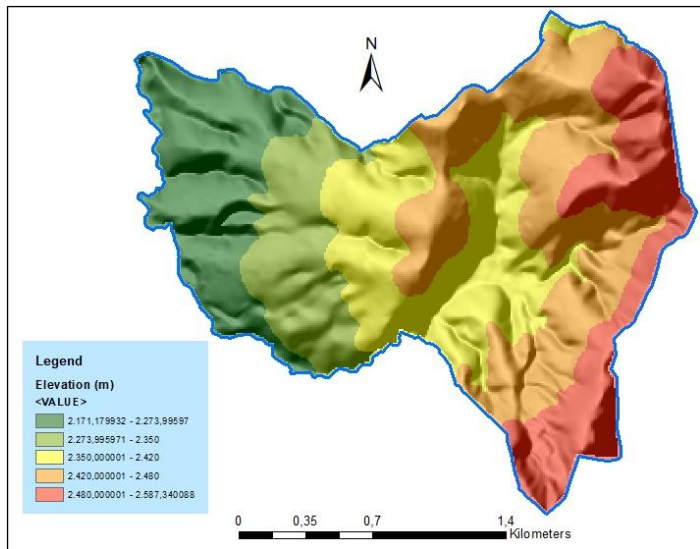 N
Legend
Elevation (m)
<VALUE>
2.171,179932 - 2.273,99597
2.273,995971 - 2.350
2.350,000001 - 2.420
2.420,000001 - 2.480
2.480,000001 - 2.587,340088
0 0,35 0,7 1,4
Kilometers